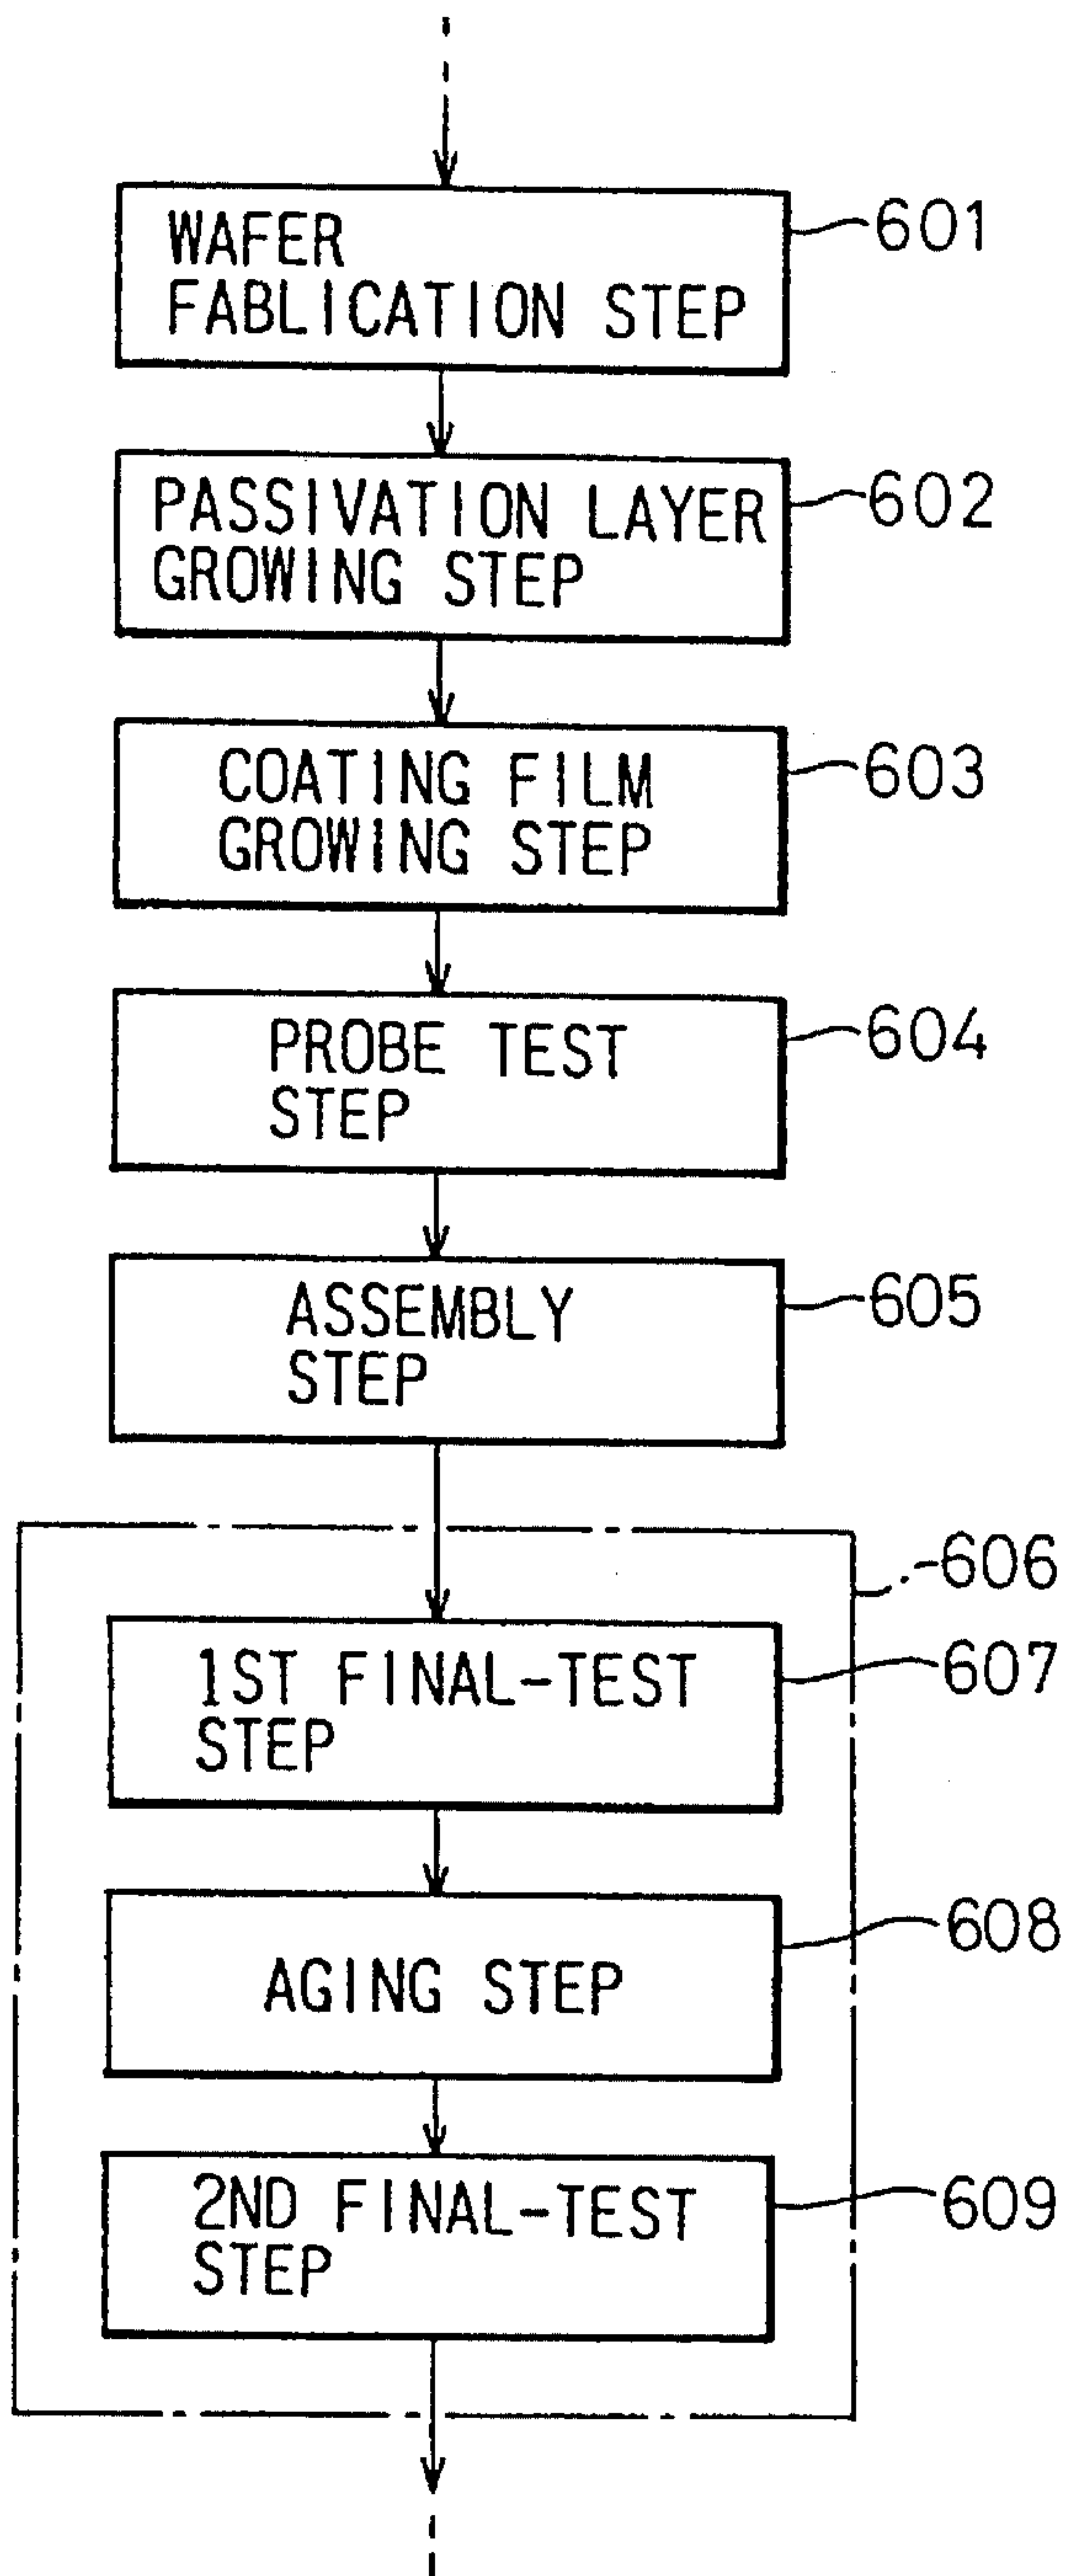 WAFER
FABLICATION STEP
601
PASSIVATION LAYER
GROWING STEP
602
COATING FILM
GROWING STEP
603
PROBE TEST
STEP
604
ASSEMBLY
STEP
605
606
1ST FINAL-TEST
STEP
607
AGING STEP
608
2ND FINAL-TEST
STEP
609